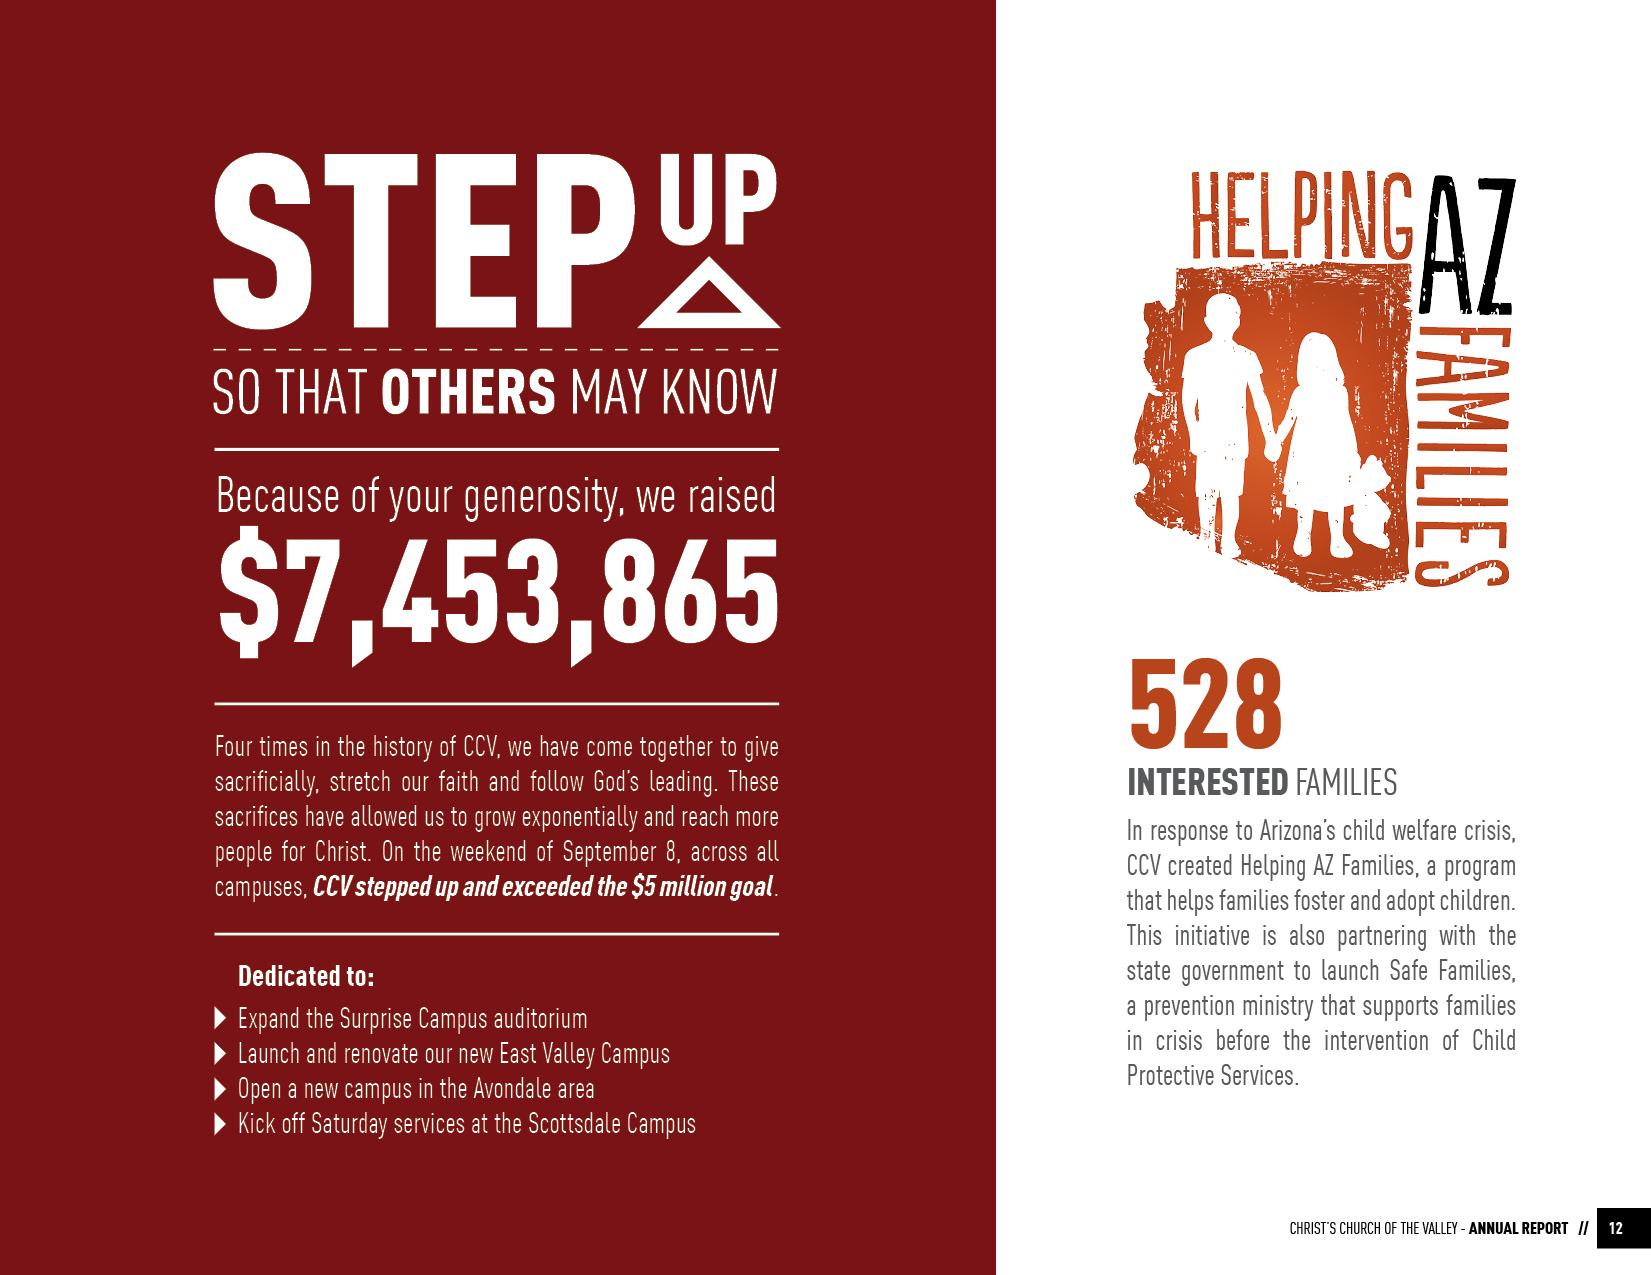 STEP UP
SO THAT OTHERS MAY KNOW
Because of your generosity, we raised
$7,453,865
Four times in the history of CCV, we have come together to give
sacrificially, stretch our faith and follow God's leading. These
sacrifices have allowed us to grow exponentially and reach more
people for Christ. On the weekend of September 8, across all
campuses, CCV stepped up and exceeded the $5 million goal.
Dedicated to:
Expand the Surprise Campus auditorium
Launch and renovate our new East Valley Campus
Open a new campus in the Avondale area
Kick off Saturday services at the Scottsdale Campus
HELPING
AZ
FAMILIES
528
INTERESTED FAMILIES
In response to Arizona's child welfare crisis,
CCV created Helping AZ Families, a program
that helps families foster and adopt children.
This initiative is also partnering with the
state government to launch Safe Families,
a prevention ministry that supports families
in crisis before the intervention of Child
Protective Services.
CHRIST'S CHURCH OF THE VALLEY - ANNUAL REPORT // 12